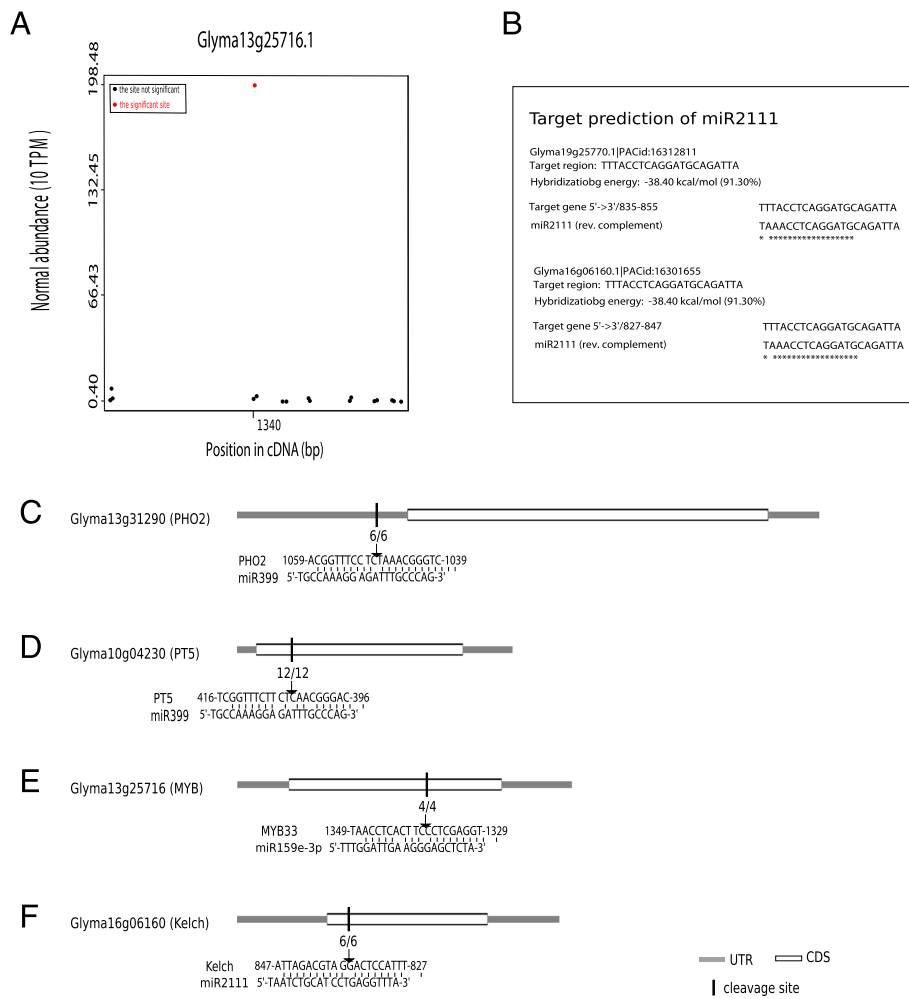 A
Glyma13g25716.1
198.48
132.45
66.43
0.40
Normal abundance (10 TPM )
the site not significant
the significant site
1340
Position in cDNA (bp)
B
Target prediction of miR2111
Glyma19g25770.1|PACid:16312811
Target region: TTTACCTCAGGATGCAGATTA
Hybridizatiobg energy: -38.40 kcal/mol (91.30%)
Target gene 5'->3'/835-855 TTTACCTCAGGATGCAGATTA
miR2111 (rev. complement) TAAACCTCAGGATGCAGATTA
* ******************
Glyma16g06160.1|PACid:16301655
Target region: TTTACCTCAGGATGCAGATTA
Hybridizatiobg energy: -38.40 kcal/mol (91.30%)
Target gene 5'->3'/827-847 TTTACCTCAGGATGCAGATTA
miR2111 (rev. complement) TAAACCTCAGGATGCAGATTA
* ******************
C
Glyma13g31290 (PHO2)
6/6
PHO2 1059-ACGGTTTCC TCTAAACGGGTC-1039
miR399 5'-TGCCAAAGG AGATTTGCCCAG-3'
D
Glyma10g04230 (PT5)
12/12
PT5 416-TCGGTTTCTT CTCAACGGGAC-396
miR399 5'-TGCCAAAGGA GATTTGCCCAG-3'
E
Glyma13g25716 (MYB)
4/4
MYB33 1349-TAACCTCACT TCCCTCGAGGT-1329
miR159e-3p 5'-TTTGGATTGA AGGGAGCTCTA-3'
F
Glyma16g06160 (Kelch)
6/6
Kelch 847-ATTAGACGTA GGACTCCATTT-827
miR2111 5'-TAATCTGCAT CCTGAGGTTTA-3'
UTR CDS
cleavage site